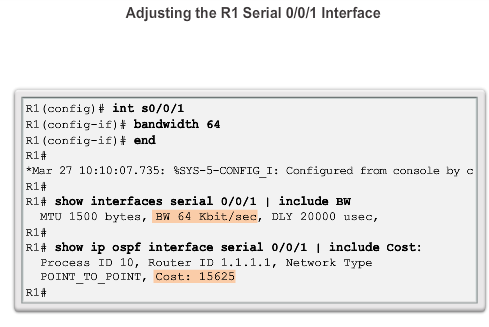 Adjusting the R1 Serial 0/0/1 Interface
R1(config)# int s0/0/1
R1(config-if)# bandwidth 64
R1(config-if)# end
R1#
*Mar 27 10:10:07.735: %SYS-5-CONFIG_I: Configured from console by c
R1#
R1# show interfaces serial 0/0/1 | include BW
MTU 1500 bytes, BW 64 Kbit/sec, DLY 20000 usec,
R1#
R1# show ip ospf interface serial 0/0/1 | include Cost:
Process ID 10, Router ID 1.1.1.1, Network Type
POINT_TO_POINT, Cost: 15625
R1#